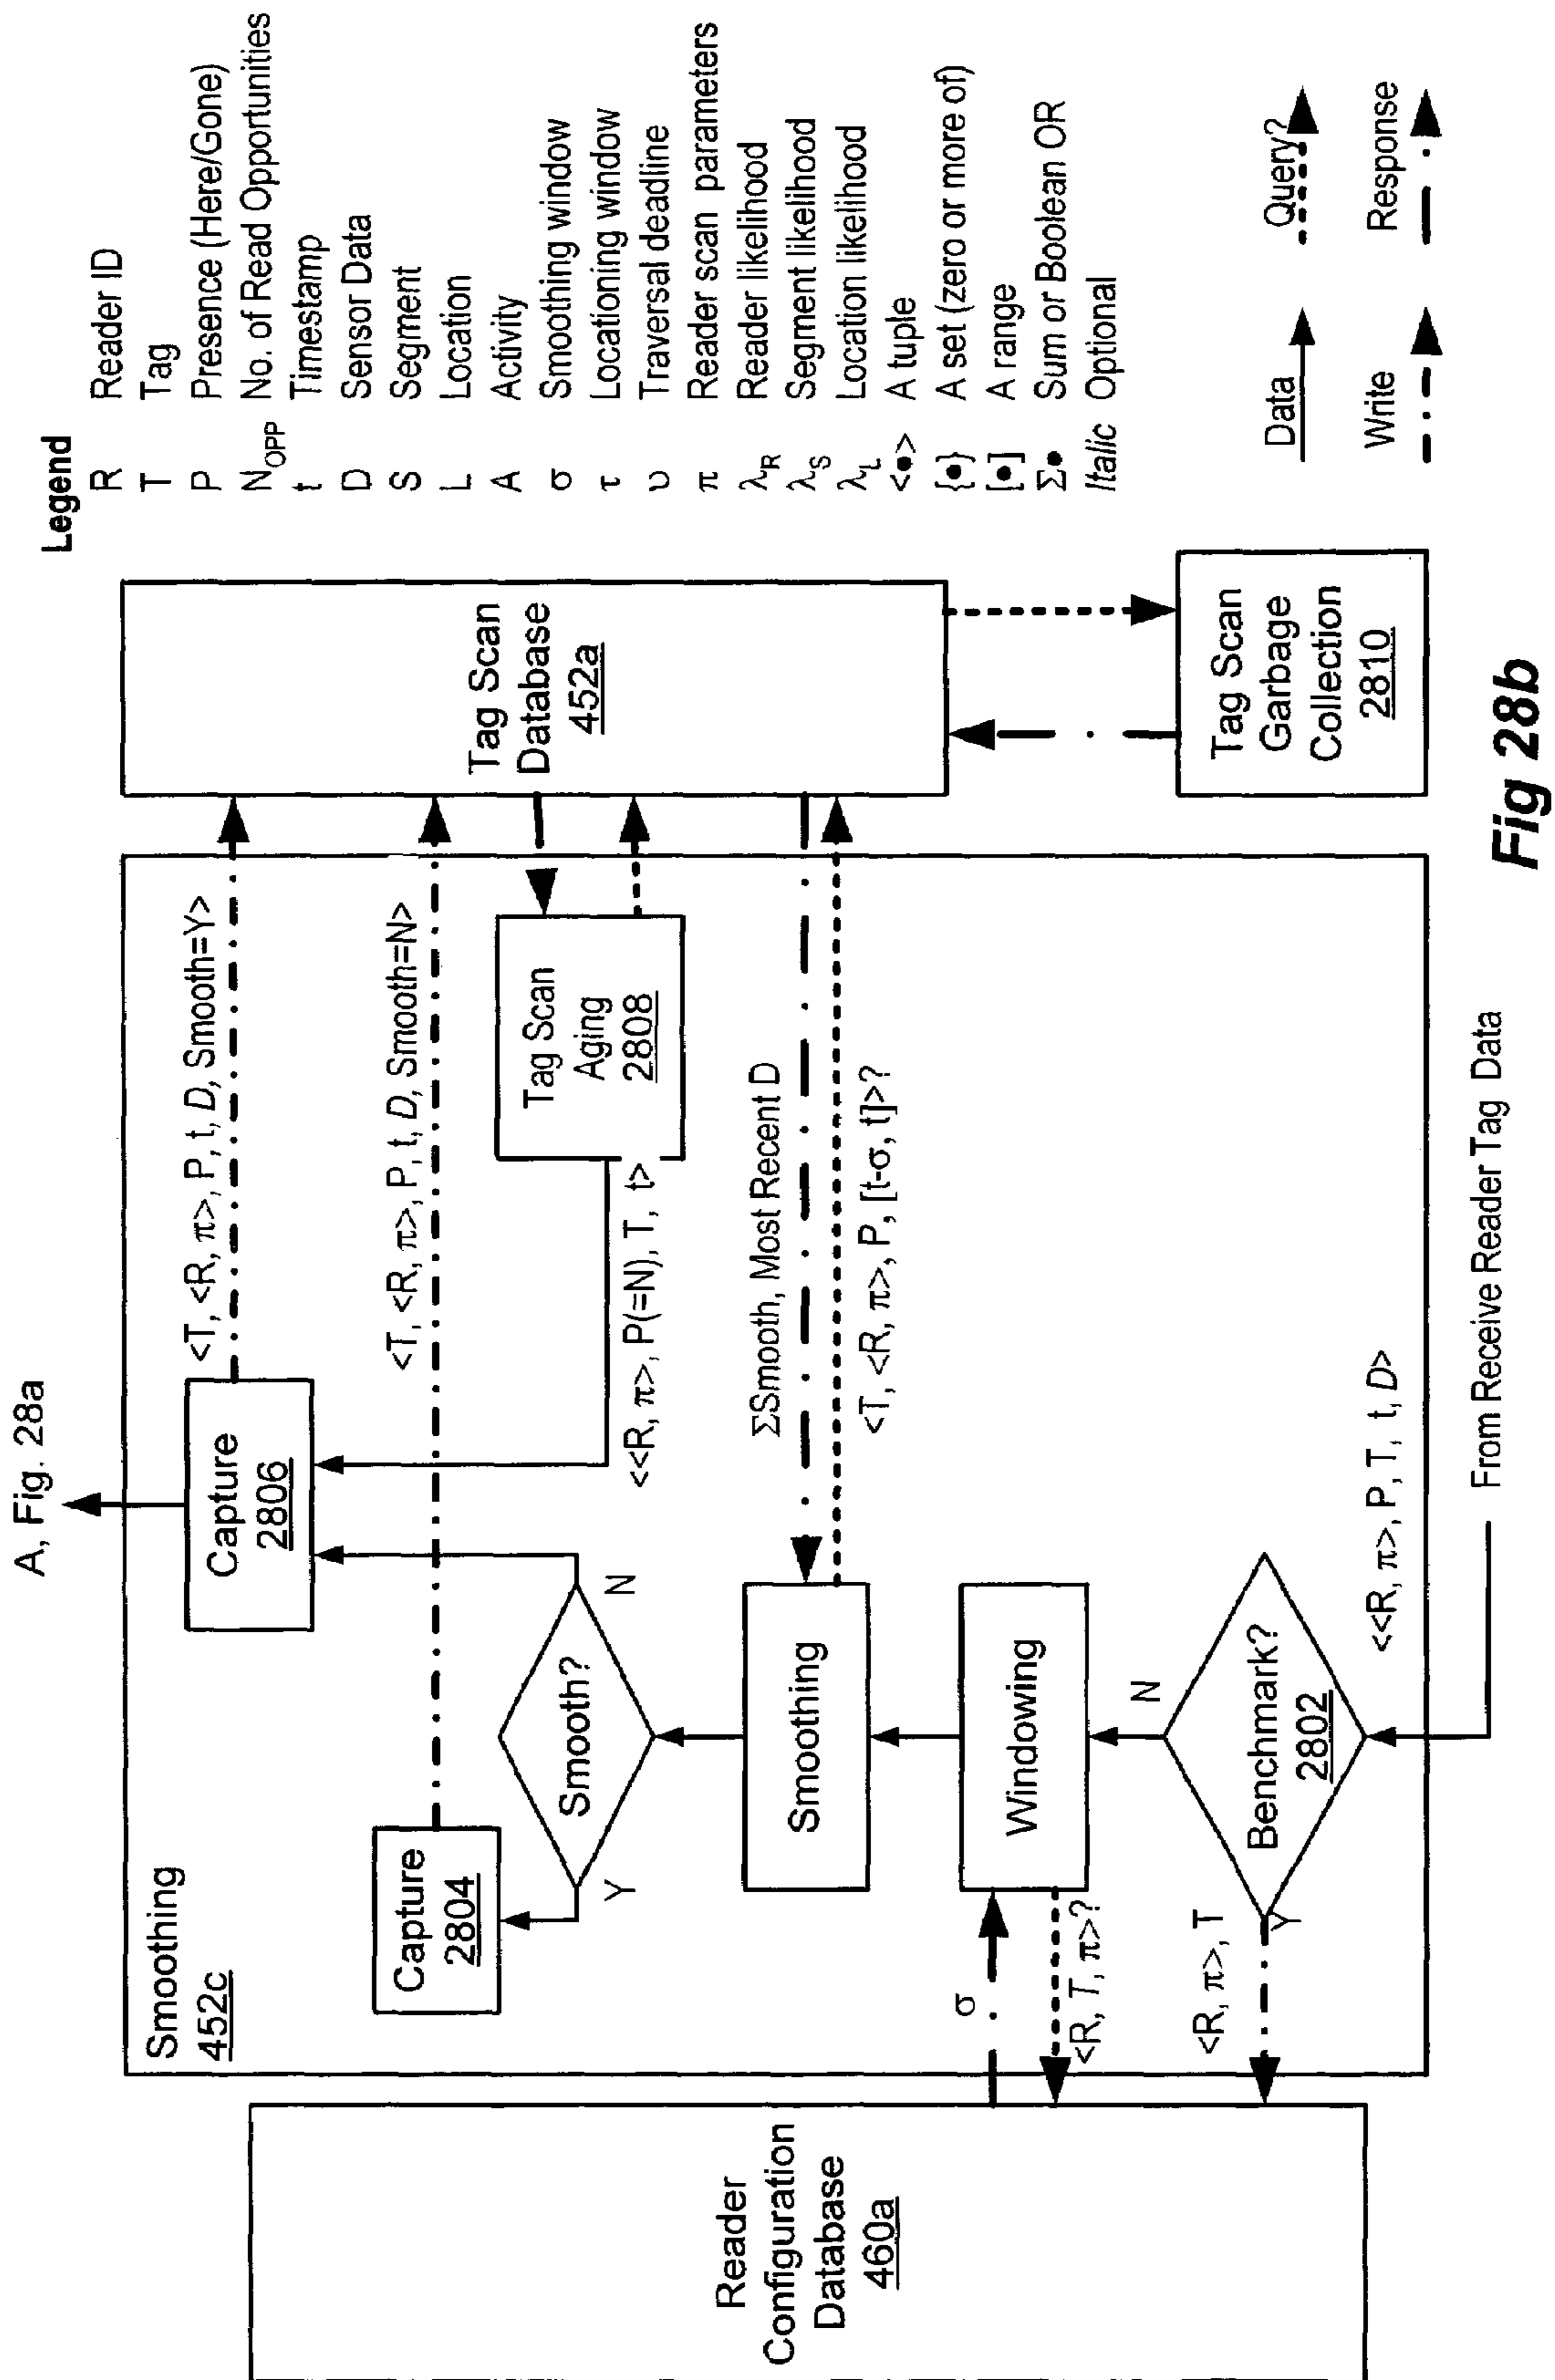 A, Fig. 28a
Smoothing
452c
Reader
Configuration
Database
460a
Capture
2806
Capture
2804
Smooth?
Y
N
Smoothing
Windowing
Benchmark?
2802
N
Y
σ
<R, T, π>?
<R, π>, T
<T, <R, π>, P, t, D, Smooth=Y>
<T, <R, π>, P, t, D, Smooth=N>
Tag Scan
Aging
2808
<<R, π>, P(=N), T, t>
ΣSmooth, Most Recent D
<T, <R, π>, P, [t-σ, t]>?
<<R, π>, P, T, t, D>
From Receive Reader Tag Data
Tag Scan
Database
452a
Tag Scan
Garbage
Collection
2810
Legend
R Reader ID
T Tag
P Presence (Here/Gone)
N_OPP No. of Read Opportunities
t Timestamp
D Sensor Data
S Segment
L Location
A Activity
σ Smoothing window
τ Locationing window
υ Traversal deadline
π Reader scan parameters
λ_R Reader likelihood
λ_S Segment likelihood
λ_L Location likelihood
<•> A tuple
{•} A set (zero or more of)
[•] A range
Σ• Sum or Boolean OR
Italic Optional
Data
Query?
Write
Response
Fig 28b